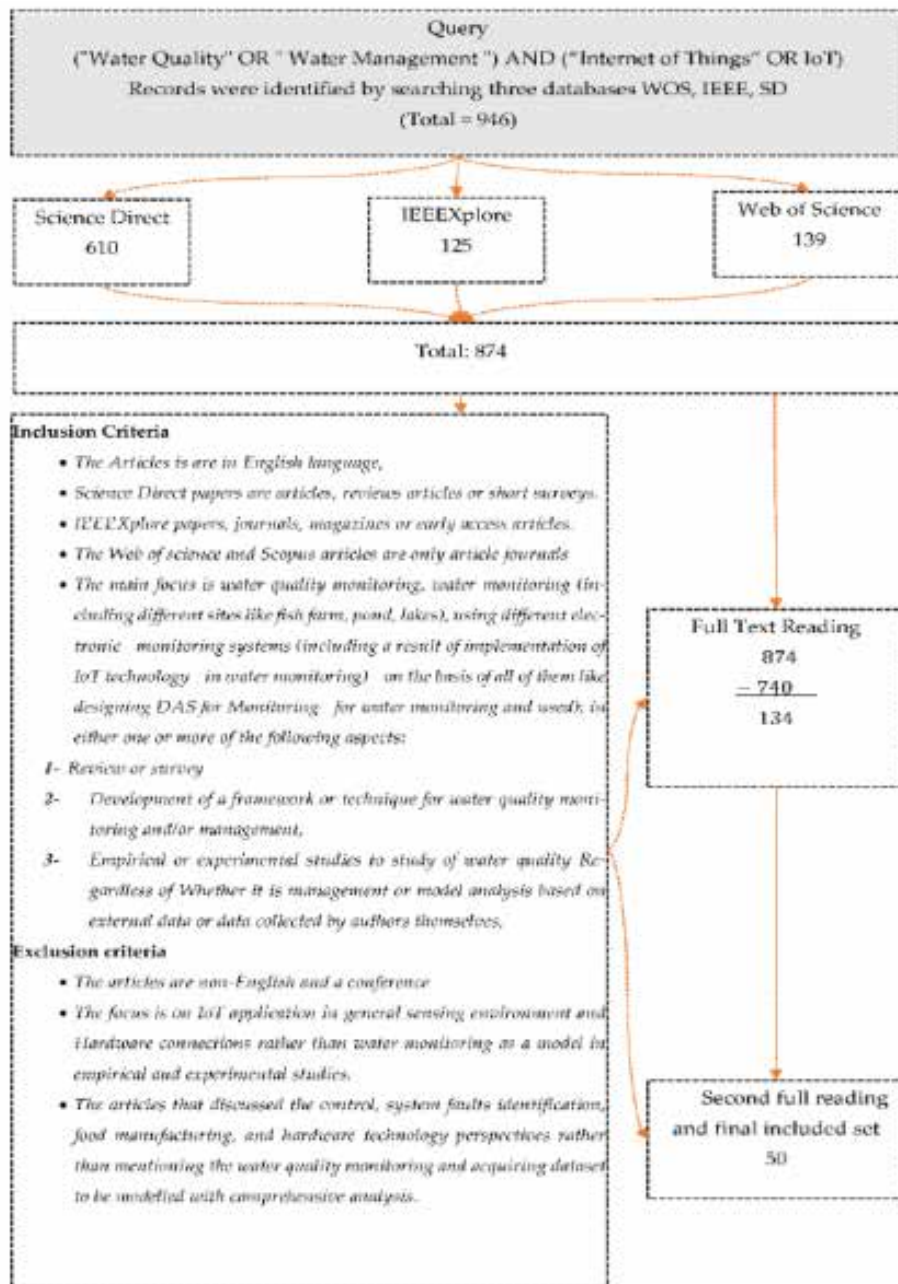 Query
("Water Quality" OR " Water Management ") AND ("Internet of Things" OR IoT)
Records were identified by searching three databases WOS, IEEE, SD
(Total = 946)
Science Direct
610
IEEEXplore
125
Web of Science
139
Total: 874
Inclusion Criteria
• The Articles is are in English language,
• Science Direct papers are articles, reviews articles or short surveys.
• IEEEXplore papers, journals, magazines or early access articles.
• The Web of science and Scopus articles are only article journals
• The main focus is water quality monitoring, water monitoring (in-
cluding different sites like fish farm, pond, lakes), using different elec-
tronic monitoring systems (including a result of implementation of
IoT technology in water monitoring) on the basis of all of them like
designing DAS for Monitoring for water monitoring and used); in
either one or more of the following aspects:
1- Review or survey
2- Development of a framework or technique for water quality moni-
toring and/or management,
3- Empirical or experimental studies to study of water quality Re-
gardless of Whether it is management or model analysis based on
external data or data collected by authors themselves,
Exclusion criteria
• The articles are non-English and a conference
• The focus is on IoT application in general sensing environment and
Hardware connections rather than water monitoring as a model in
empirical and experimental studies.
• The articles that discussed the control, system faults identification,
food manufacturing, and hardware technology perspectives rather
than mentioning the water quality monitoring and acquiring dataset
to be modelled with comprehensive analysis.
Full Text Reading
874
– 740
134
Second full reading
and final included set
50